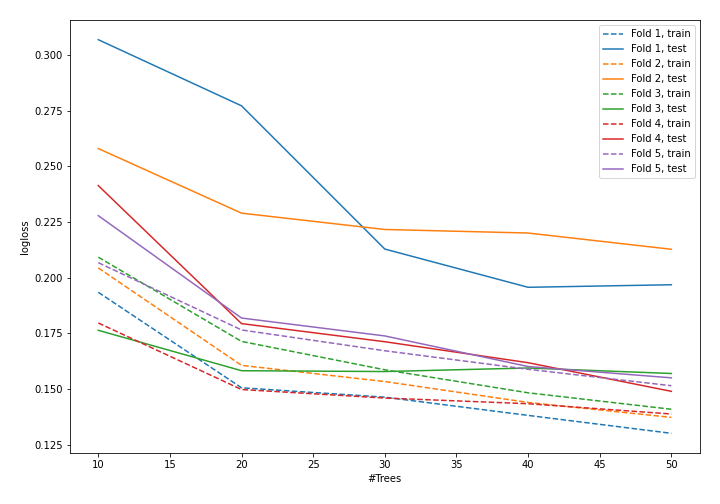 0.300
0.275
0.250
0.225
0.200
0.175
0.150
0.125
logloss
10
15
20
25
30
35
40
45
50
#Trees
Fold 1, train
Fold 1, test
Fold 2, train
Fold 2, test
Fold 3, train
Fold 3, test
Fold 4, train
Fold 4, test
Fold 5, train
Fold 5, test